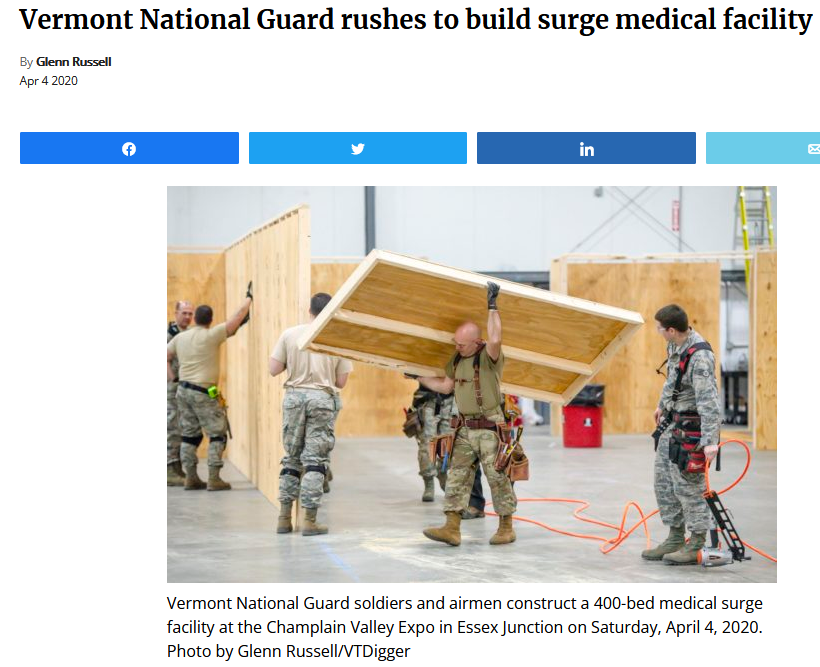 Vermont National Guard rushes to build surge medical facility
By Glenn Russell
Apr 4 2020
in
Vermont National Guard soldiers and airmen construct a 400-bed medical surge
facility at the Champlain Valley Expo in Essex Junction on Saturday, April 4, 2020.
Photo by Glenn Russell/VTDigger